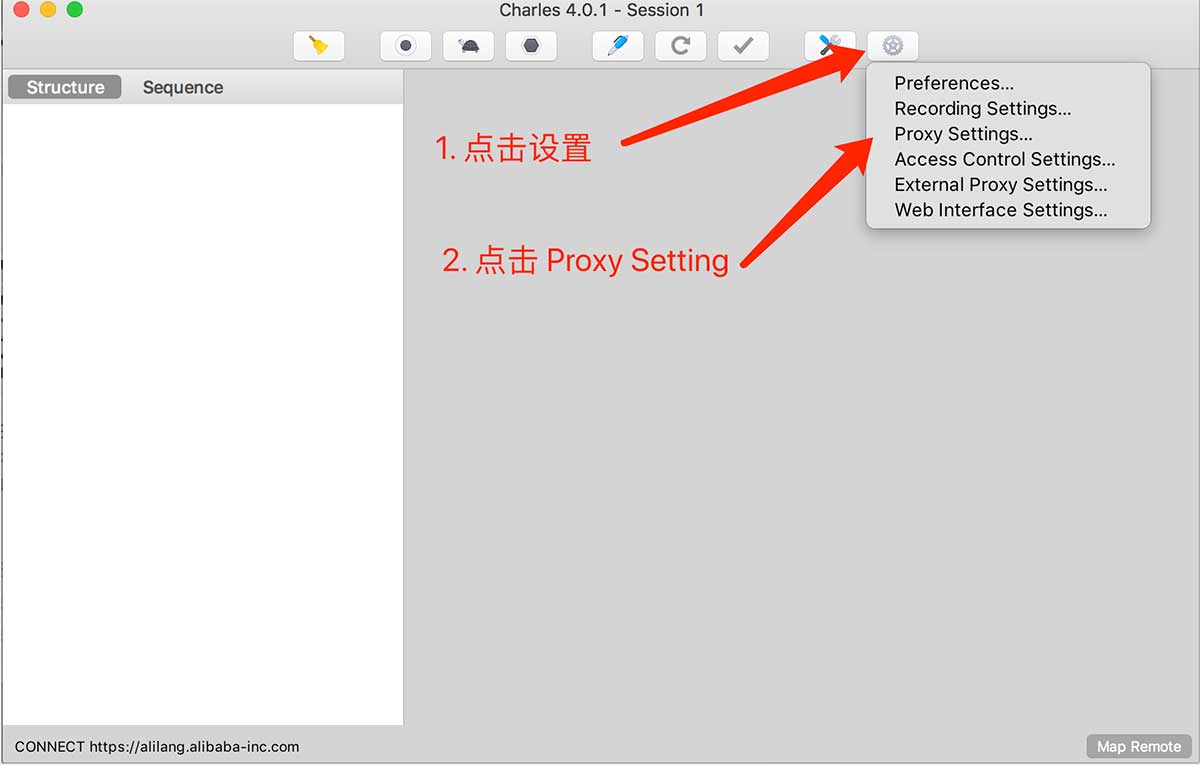 Charles 4.0.1 - Session 1
Structure
Sequence
Preferences...
Recording Settings...
Proxy Settings...
Access Control Settings...
External Proxy Settings...
Web Interface Settings...
1. 点击设置
2. 点击 Proxy Setting
CONNECT https://alilang.alibaba-inc.com
Map Remote